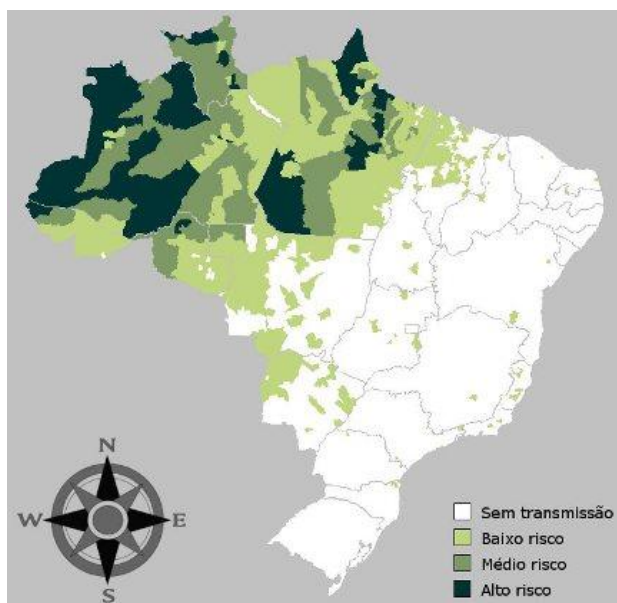 N
W E
S
Sem transmissão
Baixo risco
Médio risco
Alto risco